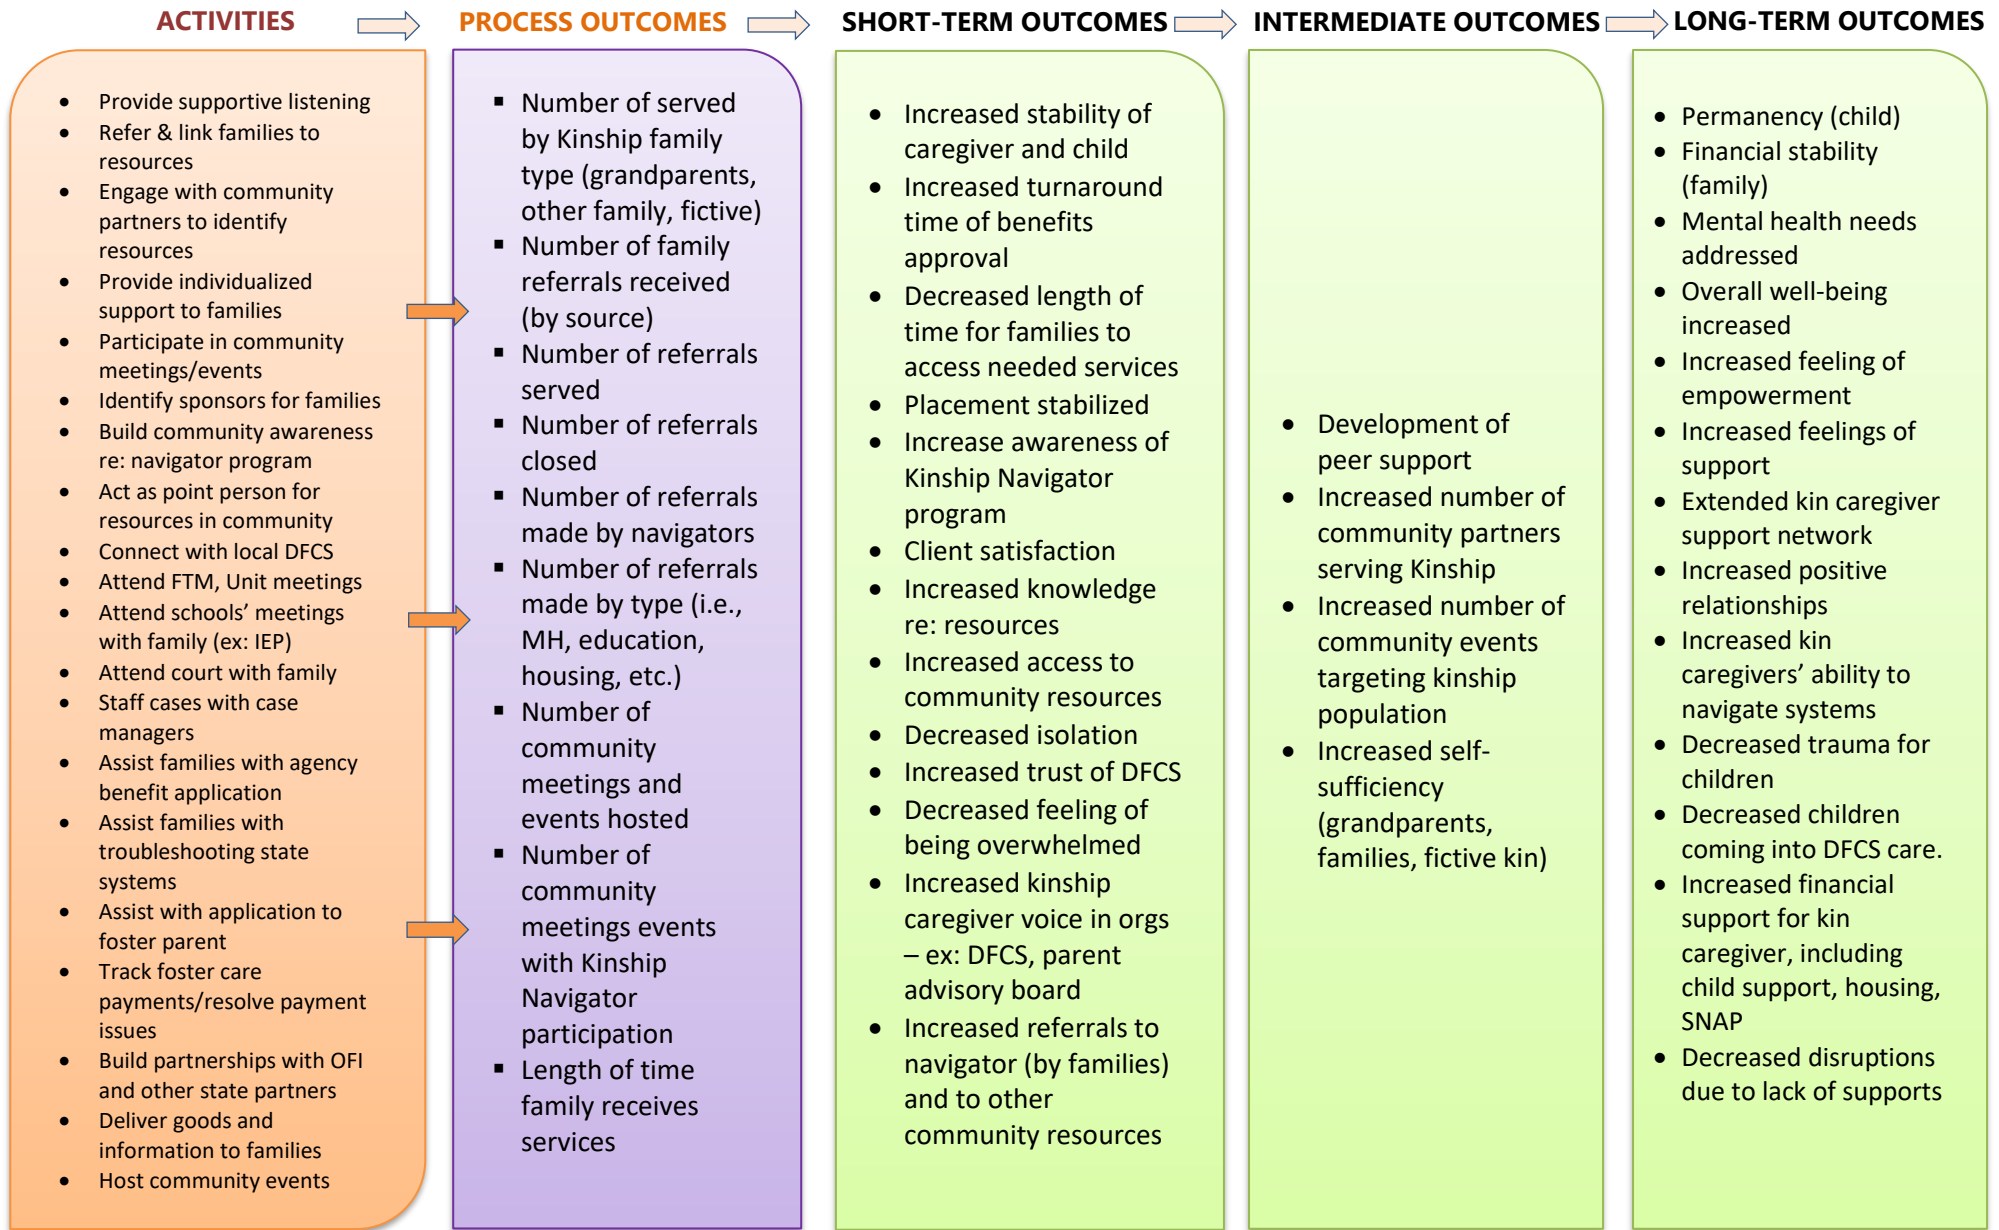 ACTIVITIES
PROCESS OUTCOMES
SHORT-TERM OUTCOMES
INTERMEDIATE OUTCOMES
LONG-TERM OUTCOMES
• Provide supportive listening
• Refer & link families to
resources
• Engage with community
partners to identify
resources
• Provide individualized
support to families
• Participate in community
meetings/events
• Identify sponsors for families
• Build community awareness
re: navigator program
• Act as point person for
resources in community
• Connect with local DFCS
• Attend FTM, Unit meetings
• Attend schools’ meetings
with family (ex: IEP)
• Attend court with family
• Staff cases with case
managers
• Assist families with agency
benefit application
• Assist families with
troubleshooting state
systems
• Assist with application to
foster parent
• Track foster care
payments/resolve payment
issues
• Build partnerships with OFI
and other state partners
• Deliver goods and
information to families
• Host community events
▪ Number of served
by Kinship family
type (grandparents,
other family, fictive)
▪ Number of family
referrals received
(by source)
▪ Number of referrals
served
▪ Number of referrals
closed
▪ Number of referrals
made by navigators
▪ Number of referrals
made by type (i.e.,
MH, education,
housing, etc.)
▪ Number of
community
meetings and
events hosted
▪ Number of
community
meetings events
with Kinship
Navigator
participation
▪ Length of time
family receives
services
• Increased stability of
caregiver and child
• Increased turnaround
time of benefits
approval
• Decreased length of
time for families to
access needed services
• Placement stabilized
• Increase awareness of
Kinship Navigator
program
• Client satisfaction
• Increased knowledge
re: resources
• Increased access to
community resources
• Decreased isolation
• Increased trust of DFCS
• Decreased feeling of
being overwhelmed
• Increased kinship
caregiver voice in orgs
– ex: DFCS, parent
advisory board
• Increased referrals to
navigator (by families)
and to other
community resources
• Development of
peer support
• Increased number of
community partners
serving Kinship
• Increased number of
community events
targeting kinship
population
• Increased self-
sufficiency
(grandparents,
families, fictive kin)
• Permanency (child)
• Financial stability
(family)
• Mental health needs
addressed
• Overall well-being
increased
• Increased feeling of
empowerment
• Increased feelings of
support
• Extended kin caregiver
support network
• Increased positive
relationships
• Increased kin
caregivers’ ability to
navigate systems
• Decreased trauma for
children
• Decreased children
coming into DFCS care.
• Increased financial
support for kin
caregiver, including
child support, housing,
SNAP
• Decreased disruptions
due to lack of supports